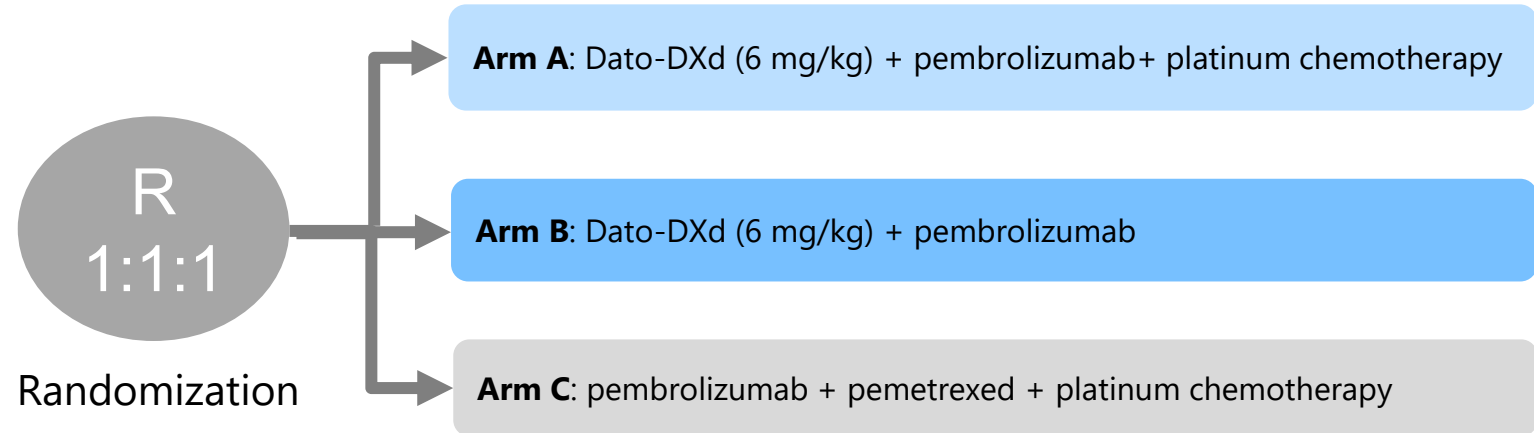 Arm A: Dato-DXd (6 mg/kg) + pembrolizumab+ platinum chemotherapy
R
1:1:1
Arm B: Dato-DXd (6 mg/kg) + pembrolizumab
Randomization
Arm C: pembrolizumab + pemetrexed + platinum chemotherapy